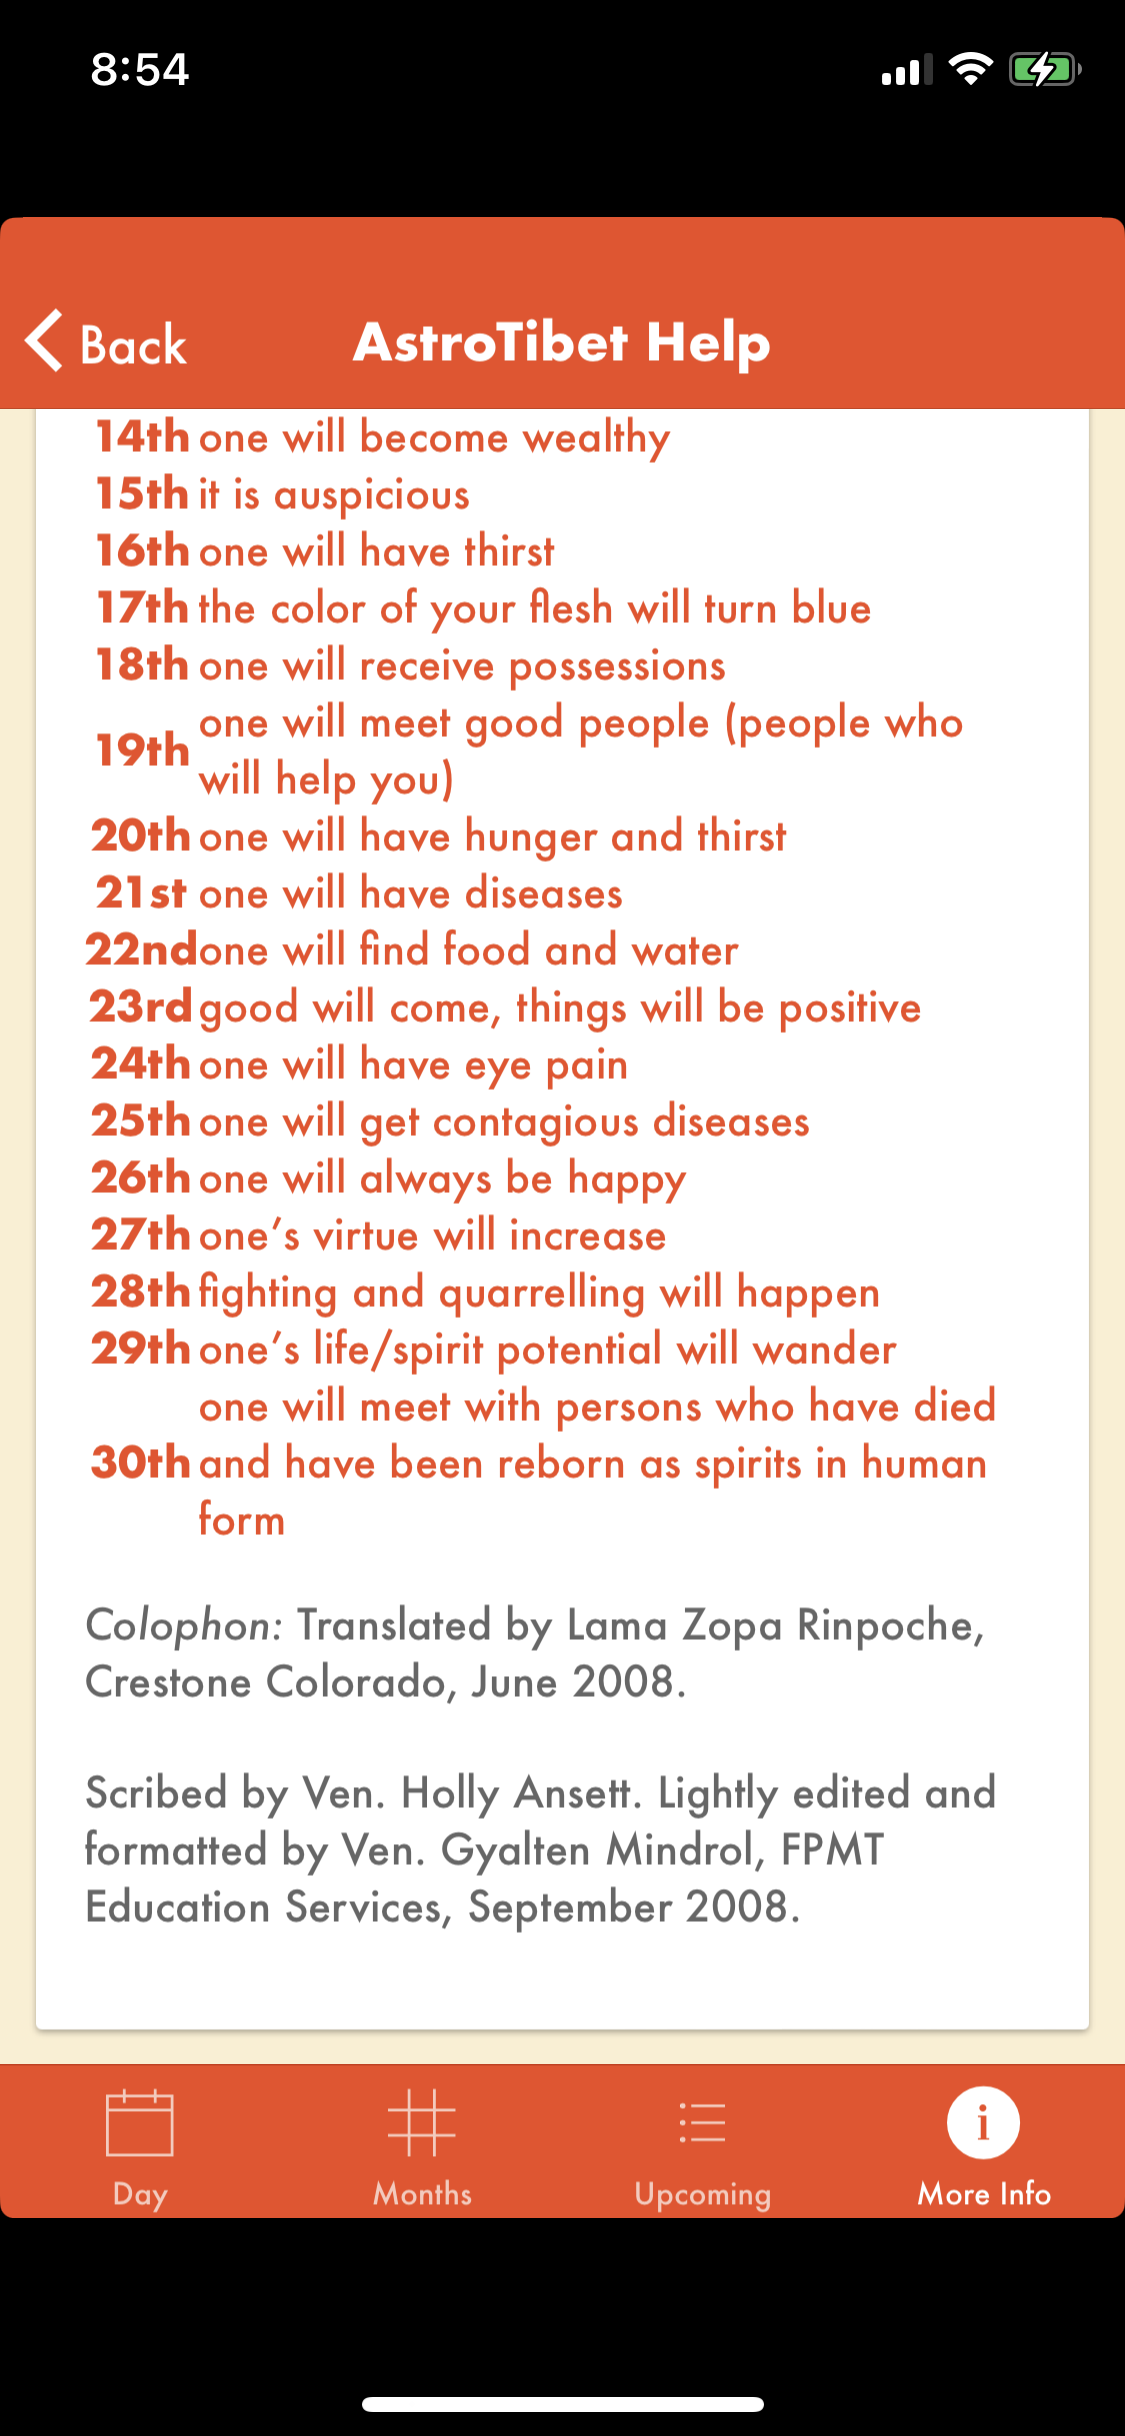 8:54
Back
AstroTibet Help
14th one will become wealthy
15th it is auspicious
16th one will have thirst
17th the color of your flesh will turn blue
18th one will receive possessions
19th one will meet good people (people who
will help you)
20th one will have hunger and thirst
21st one will have diseases
22nd one will find food and water
23rd good will come, things will be positive
24th one will have eye pain
25th one will get contagious diseases
26th one will always be happy
27th one’s virtue will increase
28th fighting and quarrelling will happen
29th one’s life/spirit potential will wander
one will meet with persons who have died
30th and have been reborn as spirits in human
form
Colophon: Translated by Lama Zopa Rinpoche,
Crestone Colorado, June 2008.
Scribed by Ven. Holly Ansett. Lightly edited and
formatted by Ven. Gyalten Mindrol, FPMT
Education Services, September 2008.
Day
Months
Upcoming
i
More Info